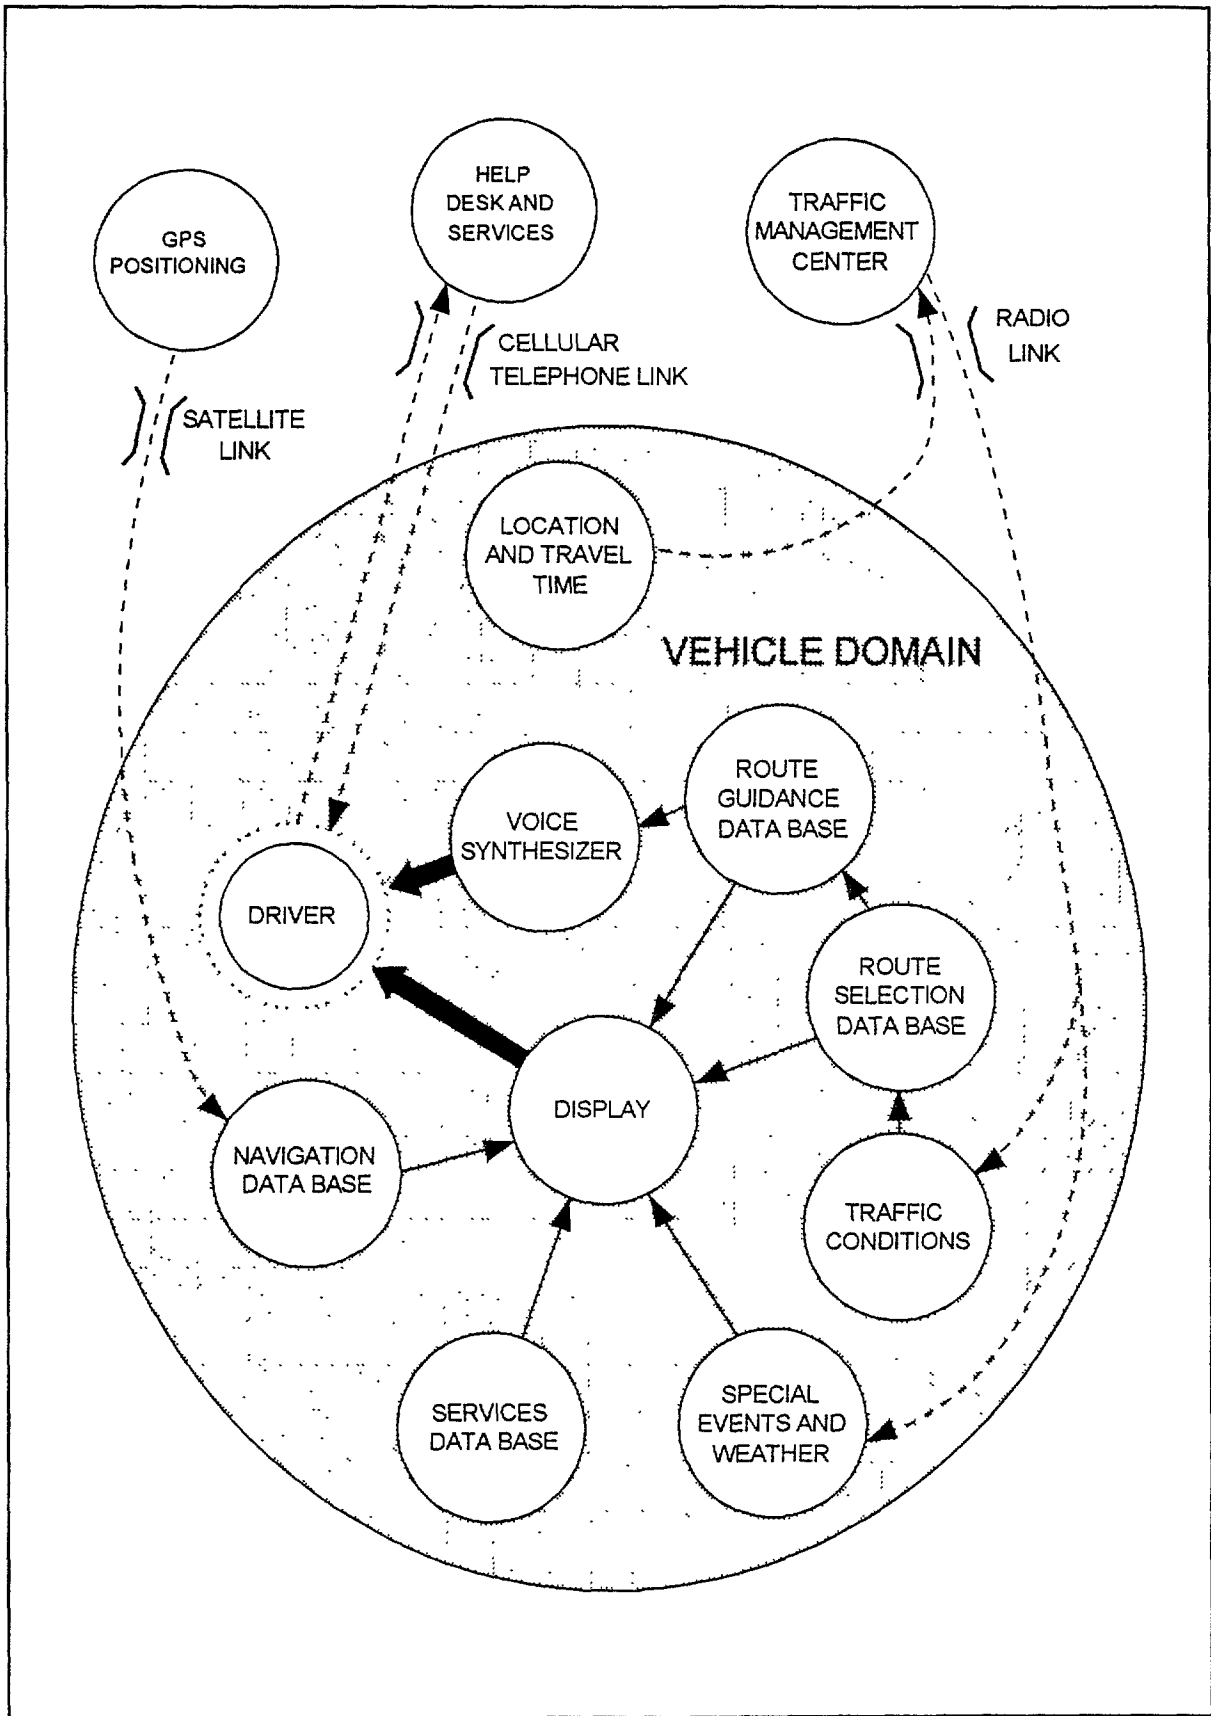 HELP
DESK AND
SERVICES
TRAFFIC
MANAGEMENT
CENTER
GPS
POSITIONING
RADIO
LINK
CELLULAR
TELEPHONE LINK
SATELLITE
LINK
LOCATION
AND TRAVEL
TIME
VEHICLE DOMAIN
ROUTE
GUIDANCE
DATA BASE
VOICE
SYNTHESIZER
DRIVER
ROUTE
SELECTION
DATA BASE
DISPLAY
NAVIGATION
DATA BASE
TRAFFIC
CONDITIONS
SERVICES
DATA BASE
SPECIAL
EVENTS AND
WEATHER